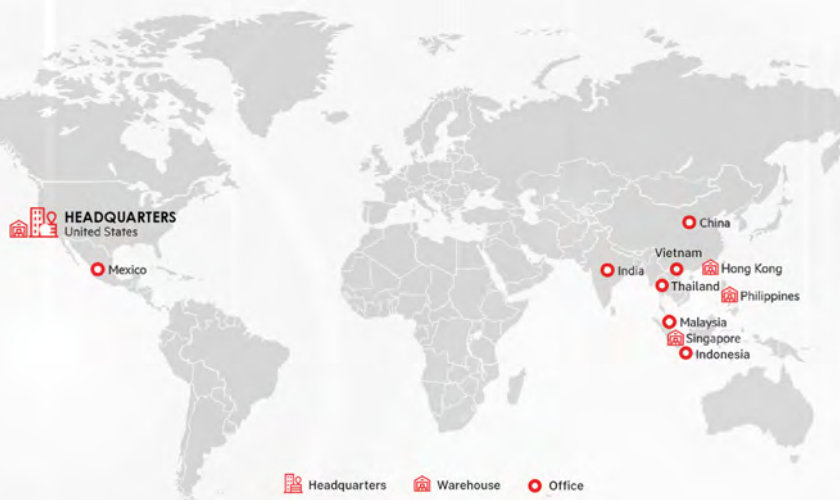 HEADQUARTERS
United States
Mexico
China
Vietnam
India
Hong Kong
Thailand
Philippines
Malaysia
Singapore
Indonesia
Headquarters
Warehouse
Office